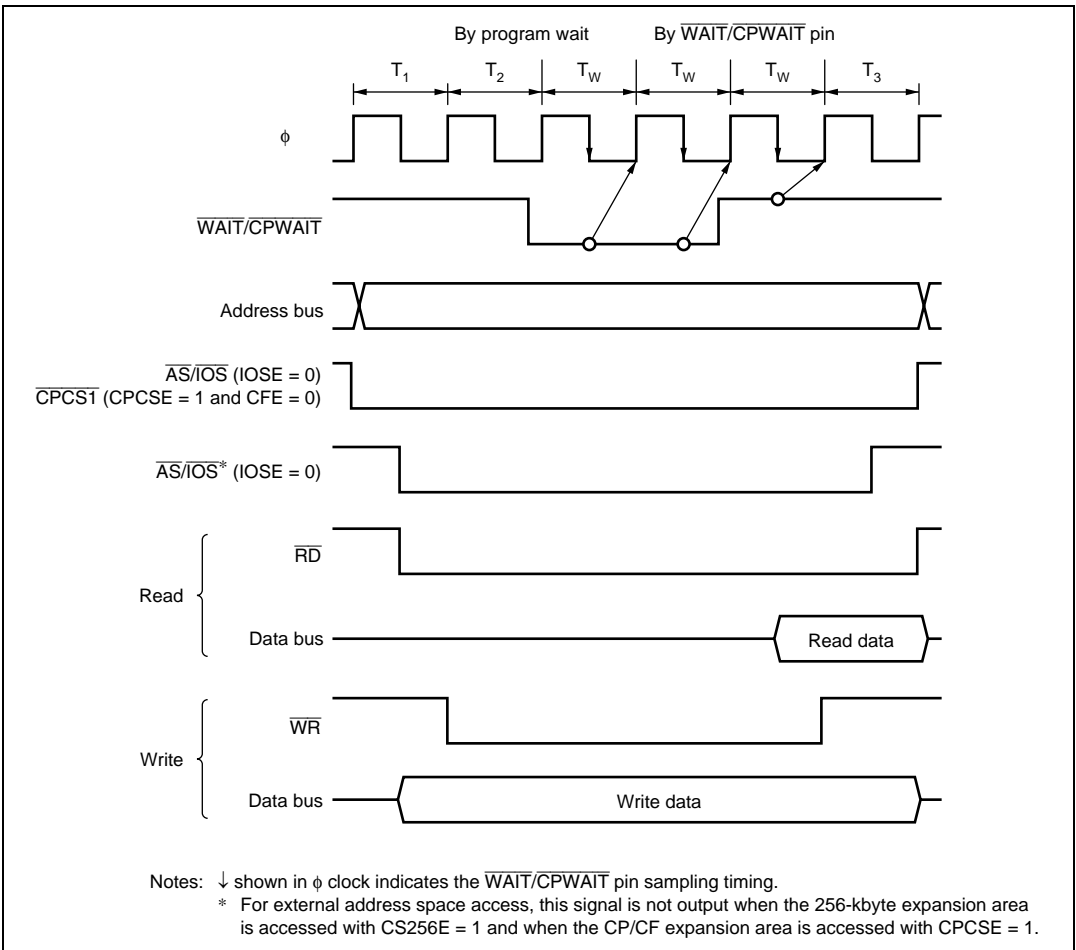 By program wait By WAIT/CPWAIT pin
T1 T2 TW TW TW T3
ϕ
WAIT/CPWAIT
Address bus
AS/IOS (IOSE = 0)
CPCS1 (CPCSE = 1 and CFE = 0)
AS/IOS* (IOSE = 0)
RD
Read
Data bus
Read data
WR
Write
Data bus
Write data
Notes: ↓ shown in ϕ clock indicates the WAIT/CPWAIT pin sampling timing.
* For external address space access, this signal is not output when the 256-kbyte expansion area
is accessed with CS256E = 1 and when the CP/CF expansion area is accessed with CPCSE = 1.